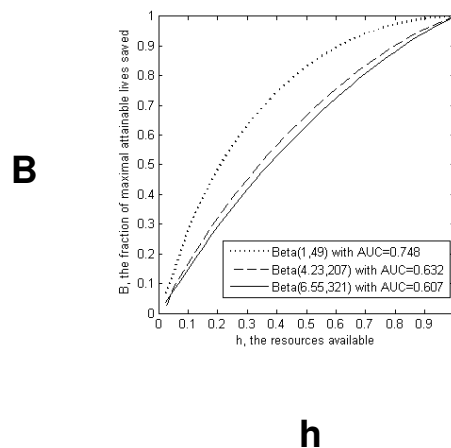 B
B, the fraction of maximal attainable lives saved
1
0.9
0.8
0.7
0.6
0.5
0.4
0.3
0.2
0.1
0
Beta(1,49) with AUC=0.748
Beta(4.23,207) with AUC=0.632
Beta(6.55,321) with AUC=0.607
0 0.1 0.2 0.3 0.4 0.5 0.6 0.7 0.8 0.9
h, the resources available
h